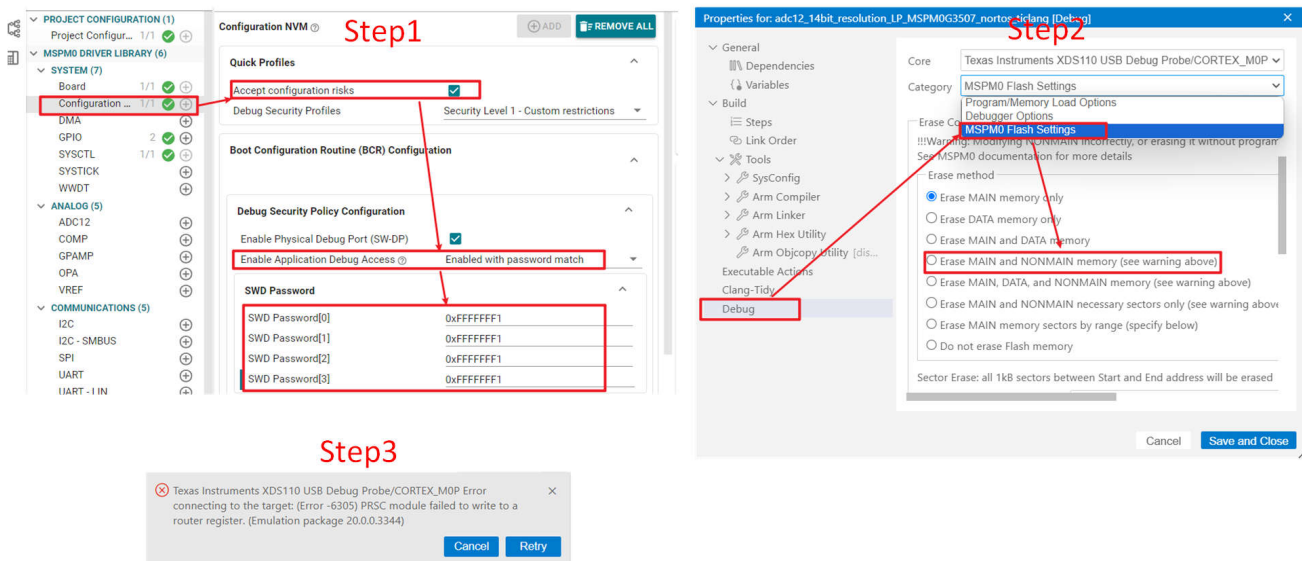 Step1
PROJECT CONFIGURATION (1)
Project Configur... 1/1
MSPM0 DRIVER LIBRARY (6)
SYSTEM (7)
Board 1/1
Configuration ... 1/1
DMA
GPIO 2
SYSCTL 1/1
SYSTICK
WWDT
ANALOG (5)
ADC12
COMP
GPAMP
OPA
VREF
COMMUNICATIONS (5)
I2C
I2C - SMBUS
SPI
UART
UART - LIN
Configuration NVM
ADD
REMOVE ALL
Quick Profiles
Accept configuration risks
Debug Security Profiles Security Level 1 - Custom restrictions
Boot Configuration Routine (BCR) Configuration
Debug Security Policy Configuration
Enable Physical Debug Port (SW-DP)
Enable Application Debug Access Enabled with password match
SWD Password
SWD Password[0] 0xFFFFFFF1
SWD Password[1] 0xFFFFFFF1
SWD Password[2] 0xFFFFFFF1
SWD Password[3] 0xFFFFFFF1
Step2
Properties for: adc12_14bit_resolution_LP_MSPM0G3507_nortos_ticlang [Debug]
General
Dependencies
Variables
Build
Steps
Link Order
Tools
SysConfig
Arm Compiler
Arm Linker
Arm Hex Utility
Arm Objcopy Utility [dis...
Executable Actions
Clang-Tidy
Debug
Core Texas Instruments XDS110 USB Debug Probe/CORTEX_M0P
Category MSPM0 Flash Settings
Program/Memory Load Options
Debugger Options
MSPM0 Flash Settings
Erase Co
!!!Warning: Modifying NONMAIN incorrectly, or erasing it without program
See MSPM0 documentation for more details
Erase method
Erase MAIN memory only
Erase DATA memory only
Erase MAIN and DATA memory
Erase MAIN and NONMAIN memory (see warning above)
Erase MAIN, DATA, and NONMAIN memory (see warning above)
Erase MAIN and NONMAIN necessary sectors only (see warning above
Erase MAIN memory sectors by range (specify below)
Do not erase Flash memory
Sector Erase: all 1kB sectors between Start and End address will be erased
Cancel
Save and Close
Step3
Texas Instruments XDS110 USB Debug Probe/CORTEX_M0P Error
connecting to the target: (Error -6305) PRSC module failed to write to a
router register. (Emulation package 20.0.0.3344)
Cancel
Retry